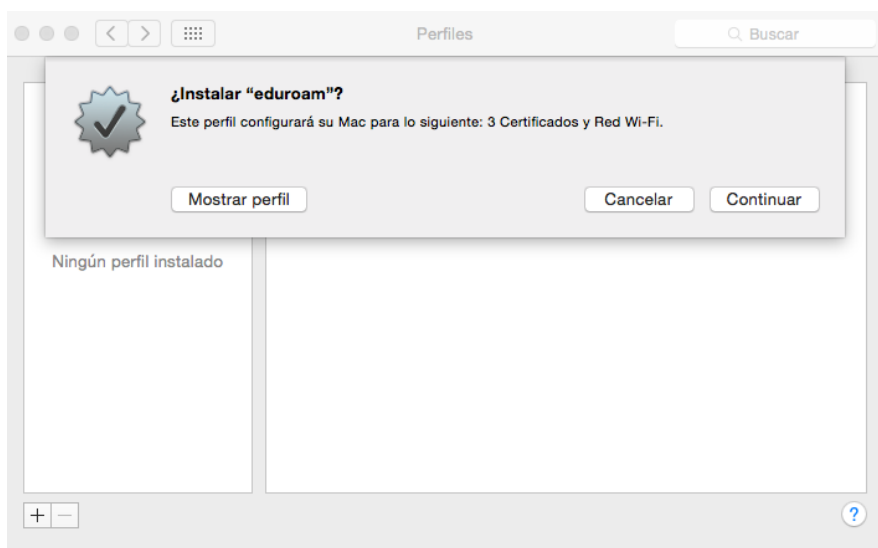 Perfiles
Buscar
¿Instalar “eduroam”?
Este perfil configurará su Mac para lo siguiente: 3 Certificados y Red Wi-Fi.
Mostrar perfil
Cancelar
Continuar
Ningún perfil instalado
+ −
?